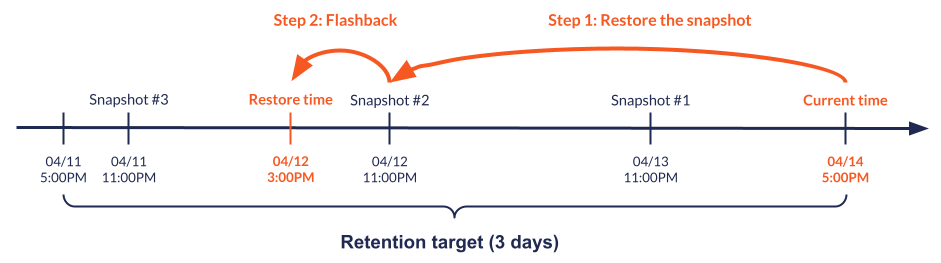 Step 2: Flashback
Step 1: Restore the snapshot
Snapshot #3
Restore time
Snapshot #2
Snapshot #1
Current time
04/11
5:00PM
04/11
11:00PM
04/12
3:00PM
04/12
11:00PM
04/13
11:00PM
04/14
5:00PM
Retention target (3 days)